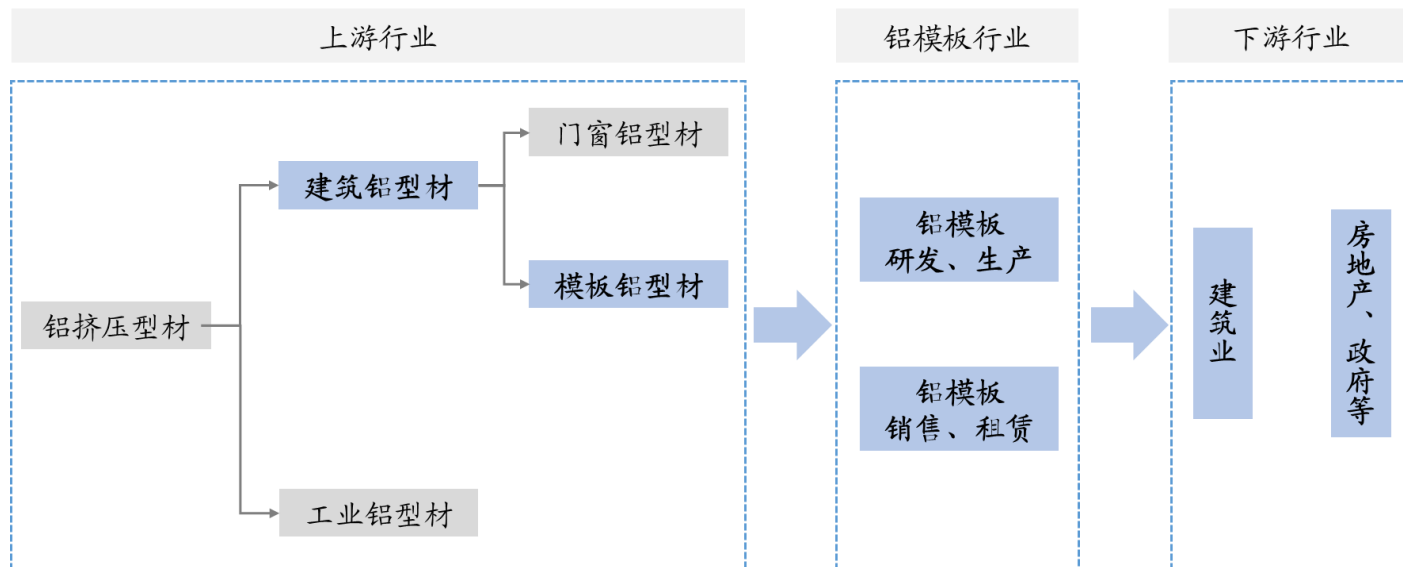 上游行业
铝模板行业
下游行业
门窗铝型材
建筑铝型材
模板铝型材
铝挤压型材
工业铝型材
铝模板
研发、生产
铝模板
销售、租赁
建筑业
房地产、政府等